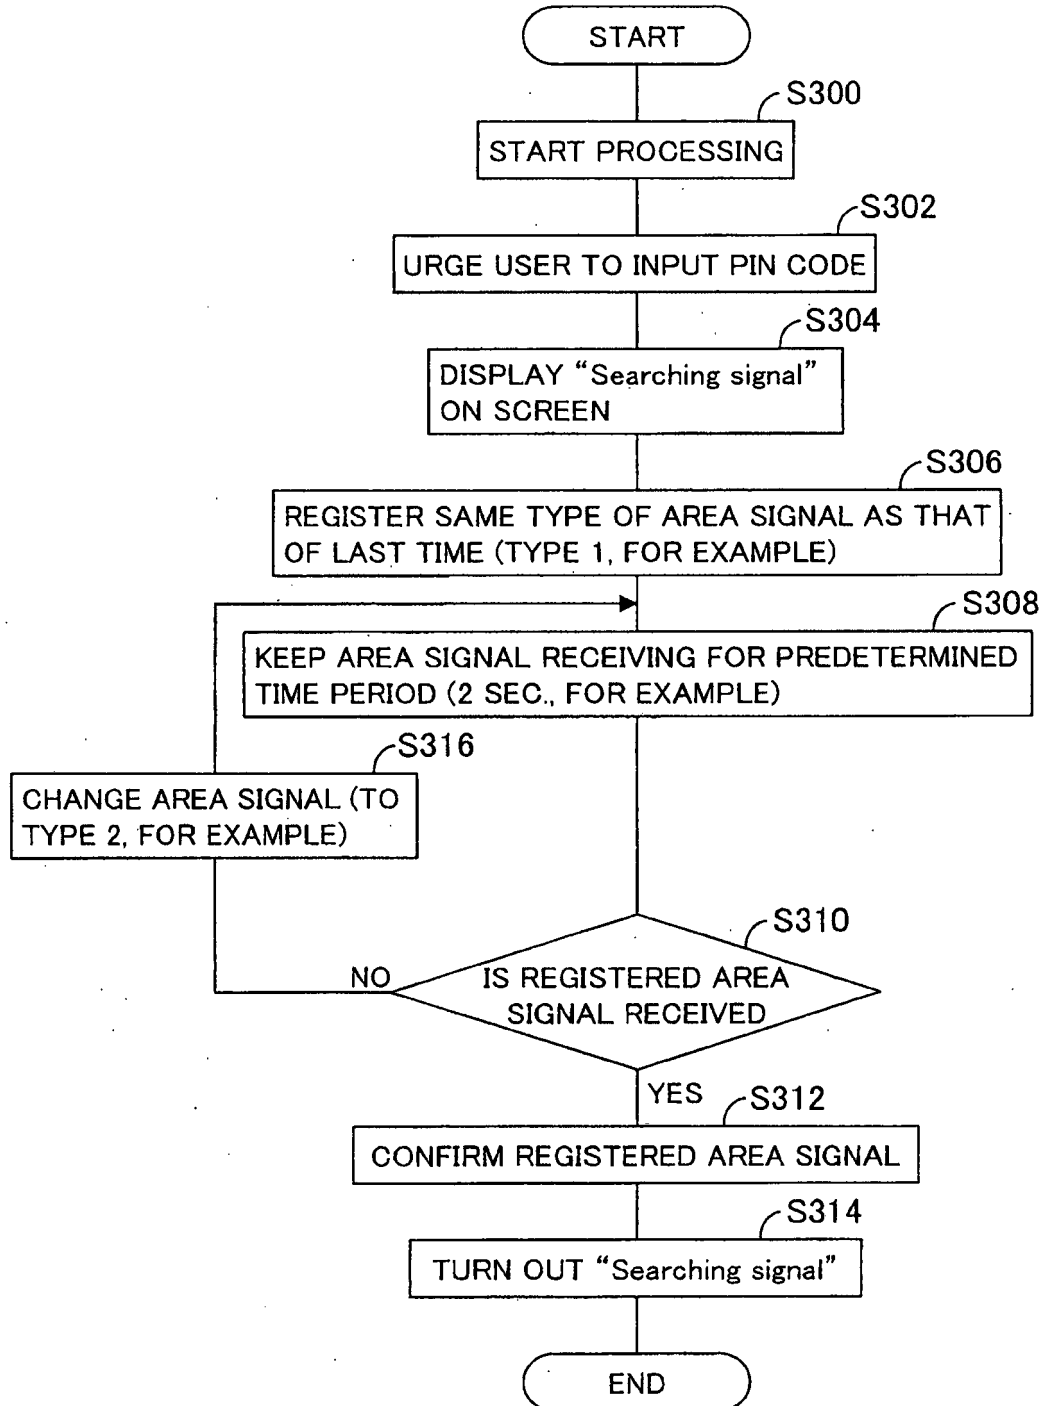 START
S300
START PROCESSING
S302
URGE USER TO INPUT PIN CODE
S304
DISPLAY “Searching signal”
ON SCREEN
S306
REGISTER SAME TYPE OF AREA SIGNAL AS THAT
OF LAST TIME (TYPE 1, FOR EXAMPLE)
S308
KEEP AREA SIGNAL RECEIVING FOR PREDETERMINED
TIME PERIOD (2 SEC., FOR EXAMPLE)
S316
CHANGE AREA SIGNAL (TO
TYPE 2, FOR EXAMPLE)
S310
NO
IS REGISTERED AREA
SIGNAL RECEIVED
YES
S312
CONFIRM REGISTERED AREA SIGNAL
S314
TURN OUT “Searching signal”
END